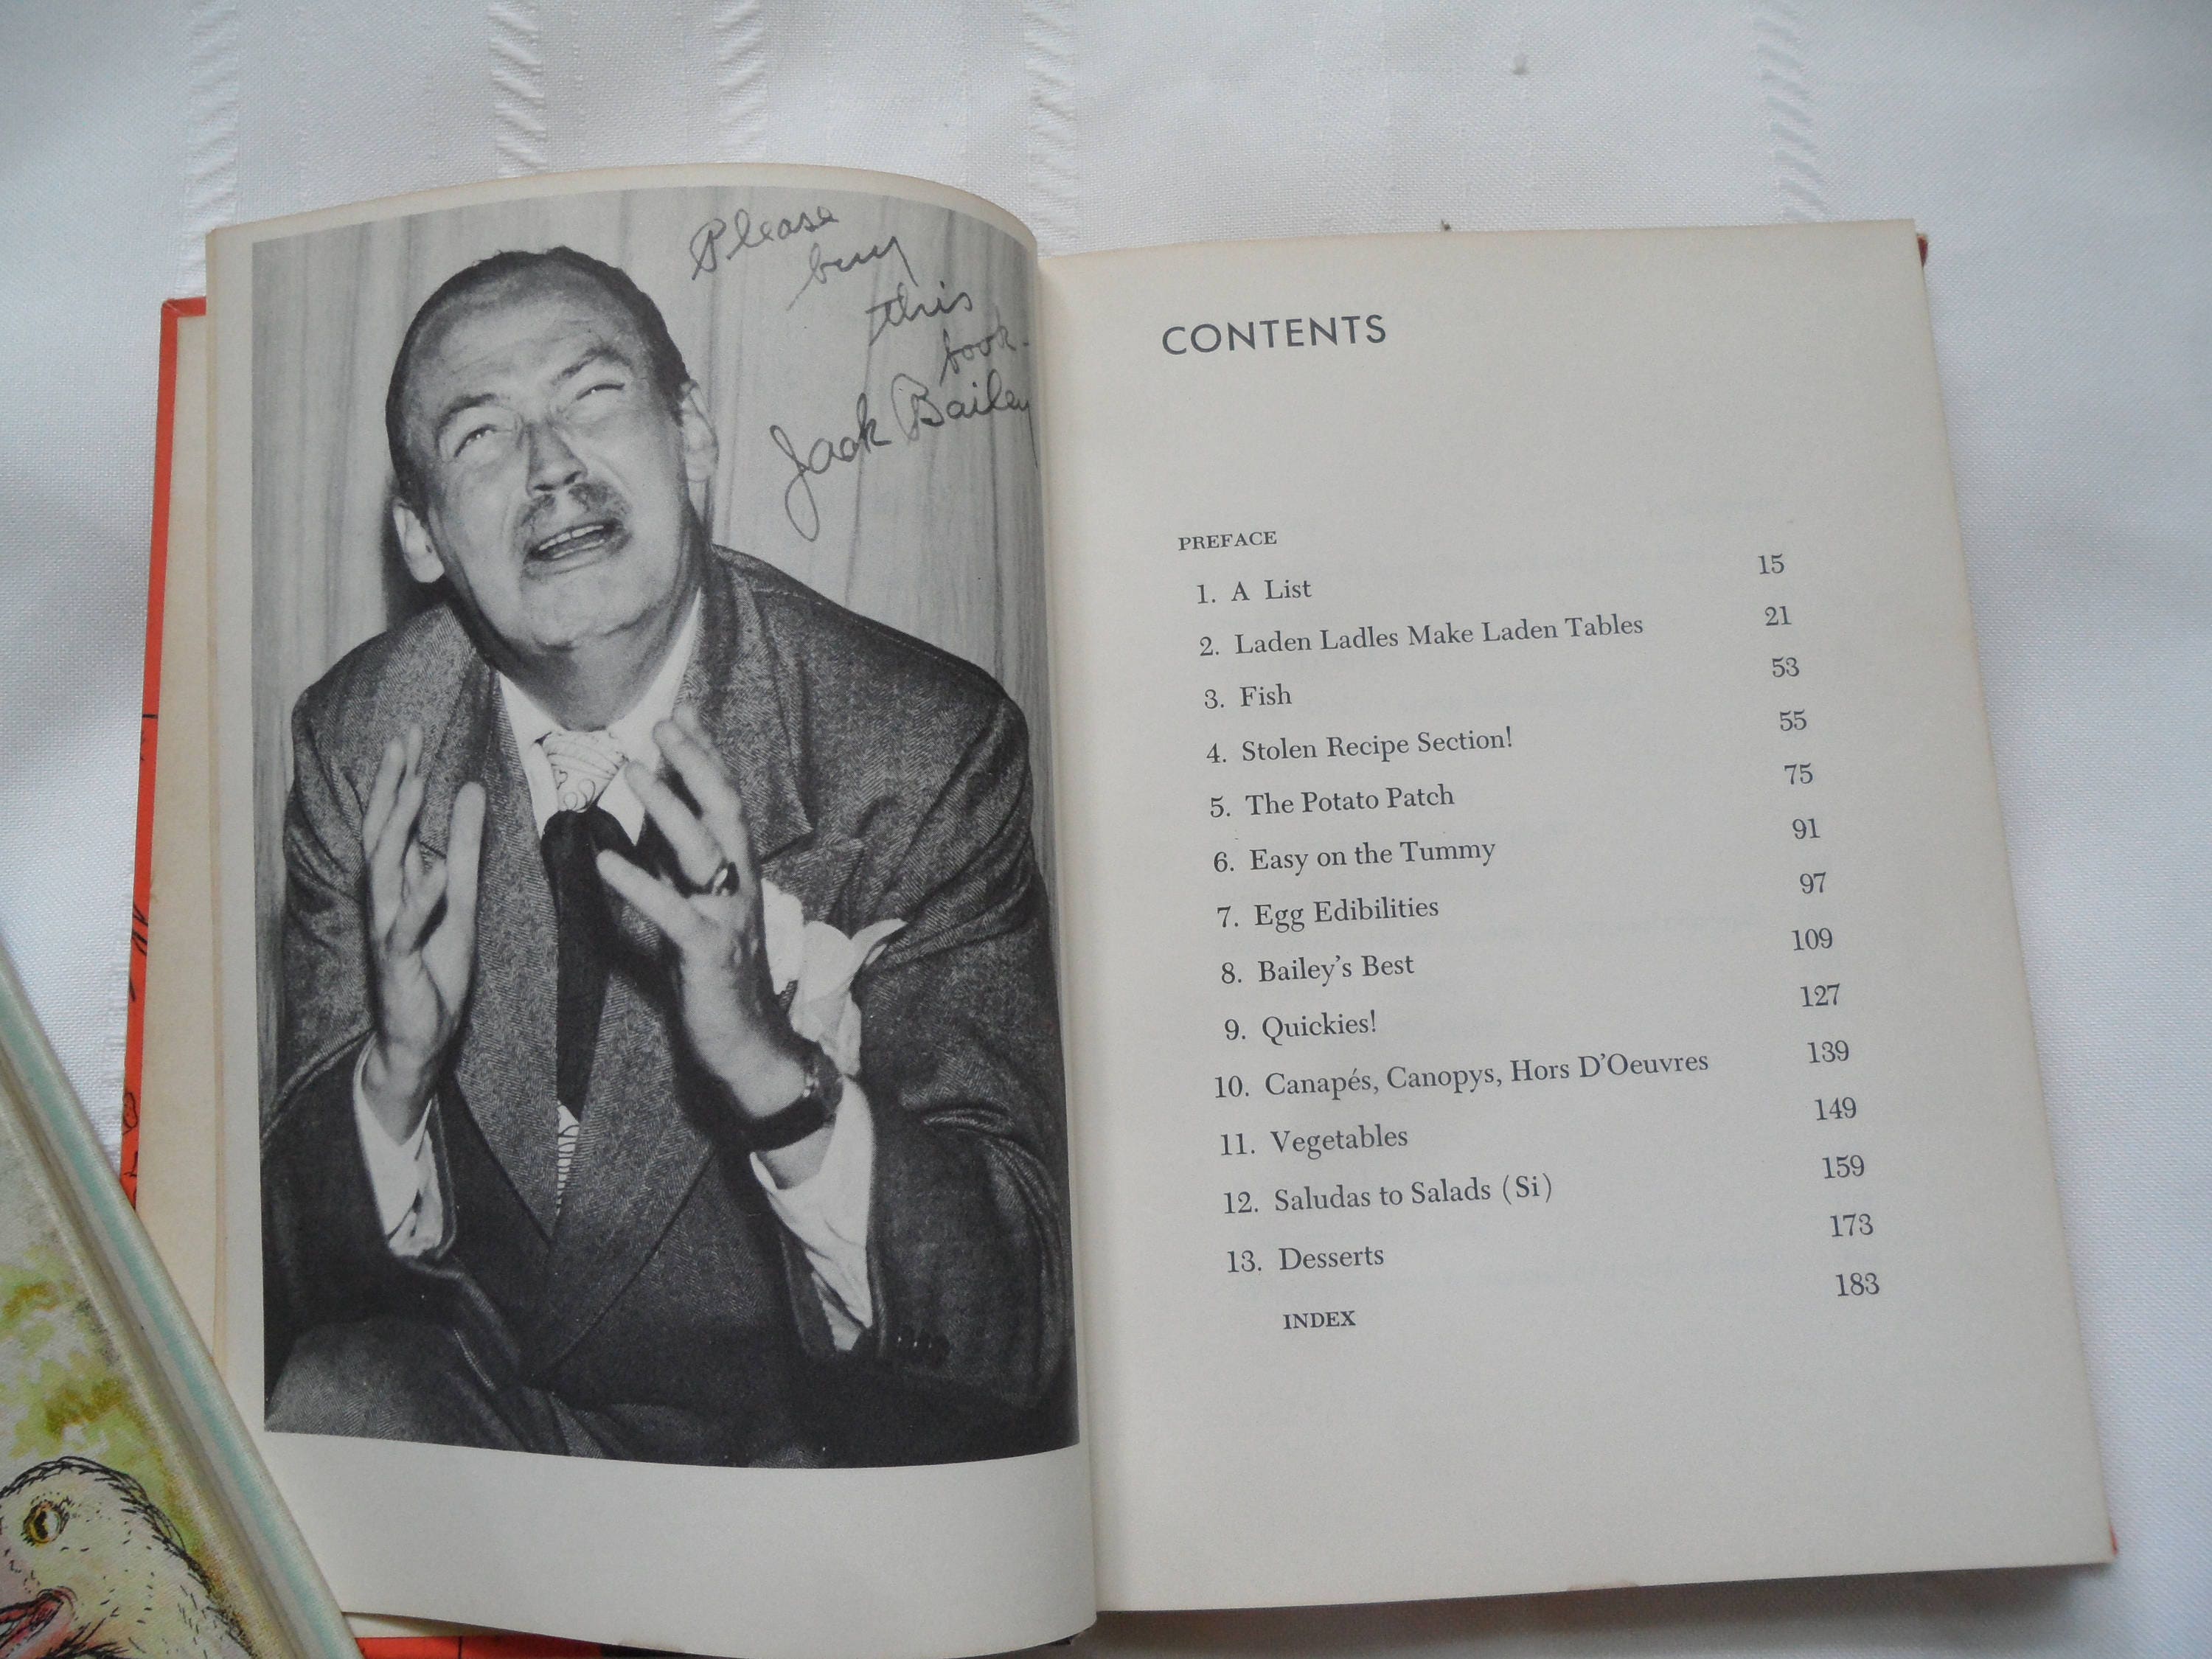 Please
buy
this
book-
Jack Bailey
CONTENTS
PREFACE
1. A List 15
2. Laden Ladles Make Laden Tables 21
3. Fish 53
4. Stolen Recipe Section! 55
5. The Potato Patch 75
6. Easy on the Tummy 91
7. Egg Edibilities 97
8. Bailey's Best 109
9. Quickies! 127
10. Canapés, Canopys, Hors D'Oeuvres 139
11. Vegetables 149
12. Saludas to Salads (Si) 159
13. Desserts 173
INDEX 183